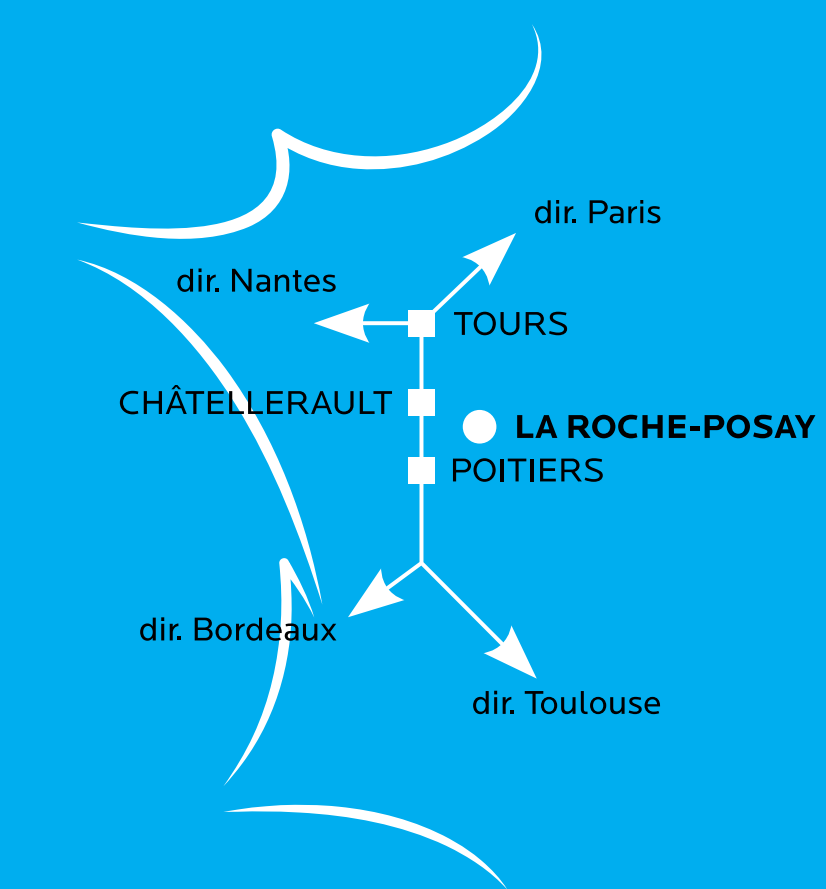 dir. Paris
dir. Nantes
TOURS
CHÂTELLERAULT
LA ROCHE-POSAY
POITIERS
dir. Bordeaux
dir. Toulouse